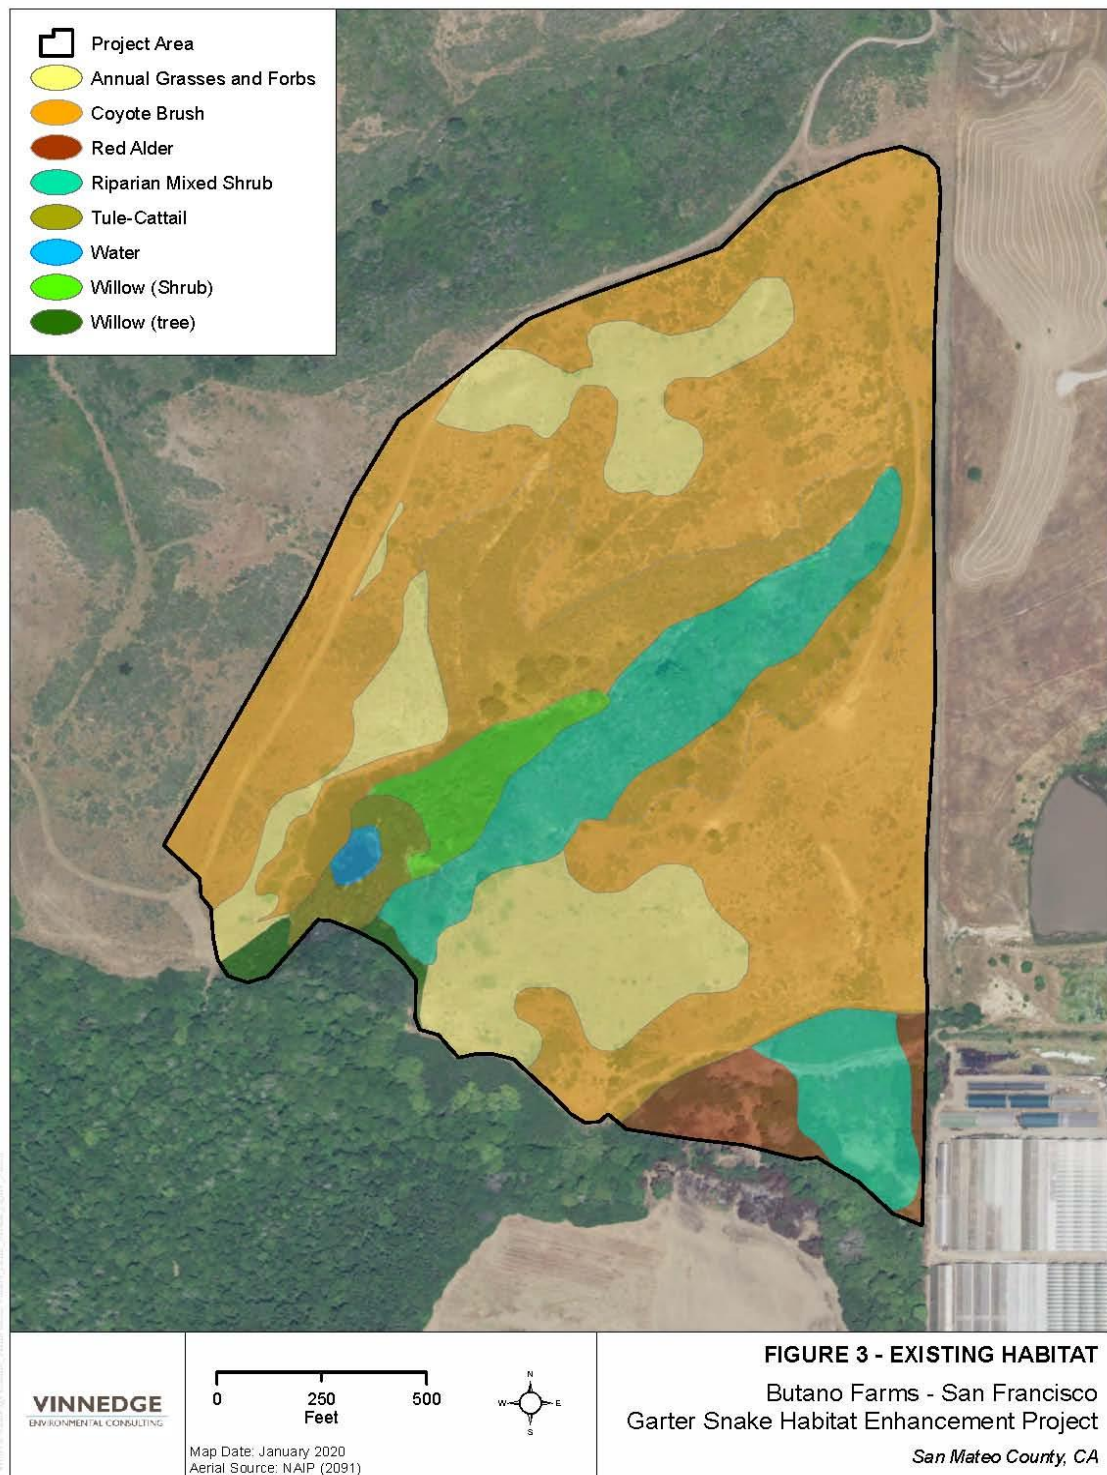 Project Area
Annual Grasses and Forbs
Coyote Brush
Red Alder
Riparian Mixed Shrub
Tule-Cattail
Water
Willow (Shrub)
Willow (tree)
VINNEDGE
ENVIRONMENTAL CONSULTING
0 250 500
Feet
Map Date: January 2020
Aerial Source: NAIP (2091)
N
W E
S
FIGURE 3 - EXISTING HABITAT
Butano Farms - San Francisco
Garter Snake Habitat Enhancement Project
San Mateo County, CA